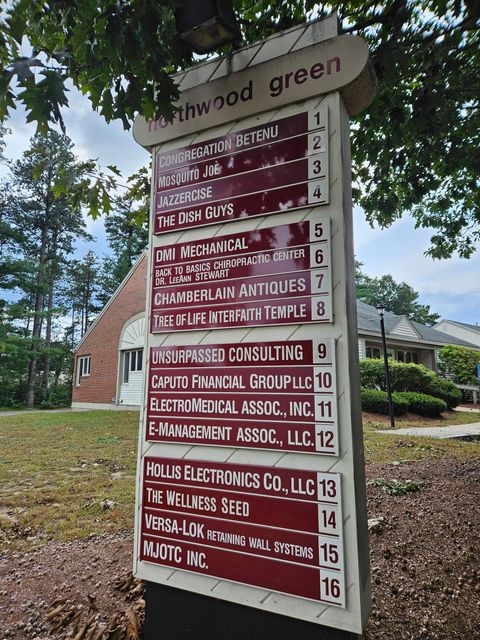 northwood green
CONGREGATION BETENU 1
MOSQUITO JOE 2
JAZZERCISE 3
THE DISH GUYS 4
DMI MECHANICAL 5
BACK TO BASICS CHIROPRACTIC CENTER 6
DR. LEEANN STEWART
CHAMBERLAIN ANTIQUES 7
TREE OF LIFE INTERFAITH TEMPLE 8
UNSURPASSED CONSULTING 9
CAPUTO FINANCIAL GROUP LLC 10
ELECTROMEDICAL ASSOC., INC. 11
E-MANAGEMENT ASSOC., LLC. 12
HOLLIS ELECTRONICS CO., LLC 13
THE WELLNESS SEED 14
VERSA-LOK RETAINING WALL SYSTEMS 15
MJOTC INC. 16